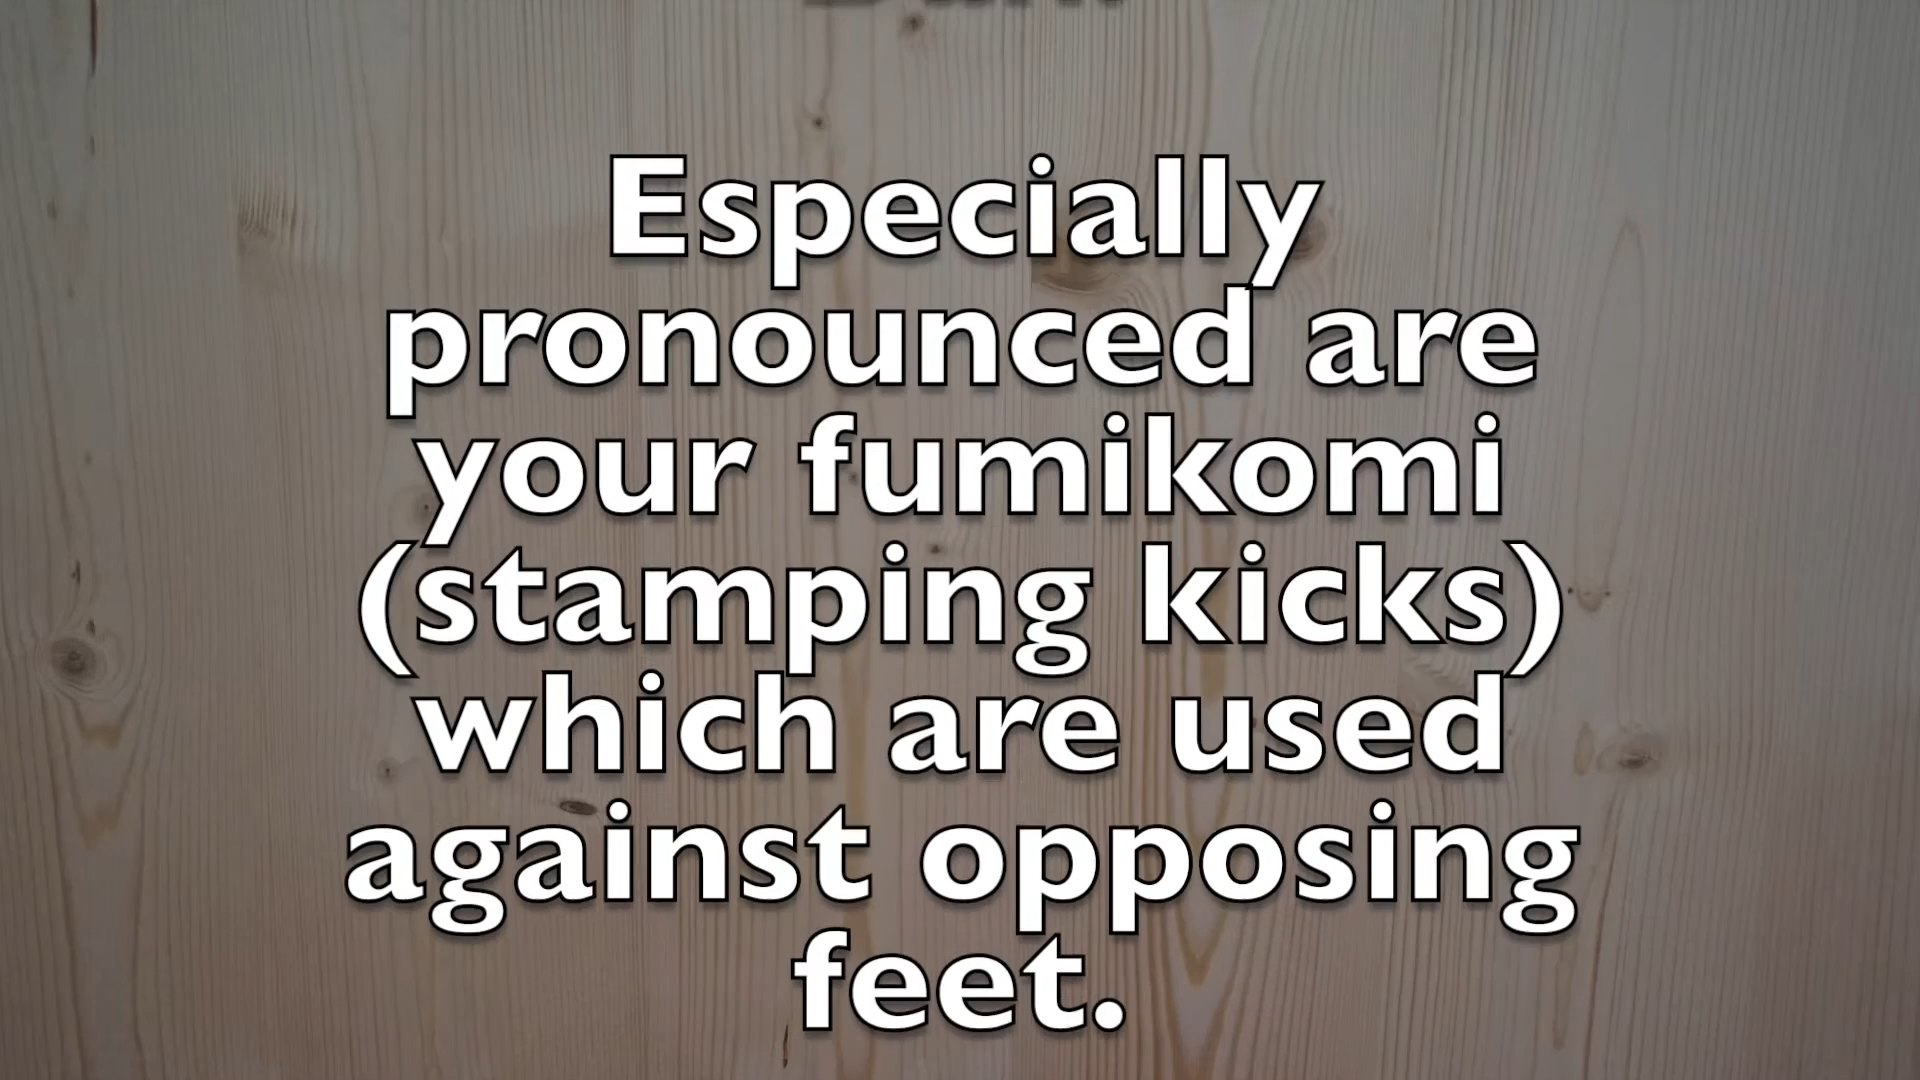 Especially
pronounced are
your fumikomi
(stamping kicks)
which are used
against opposing
feet.